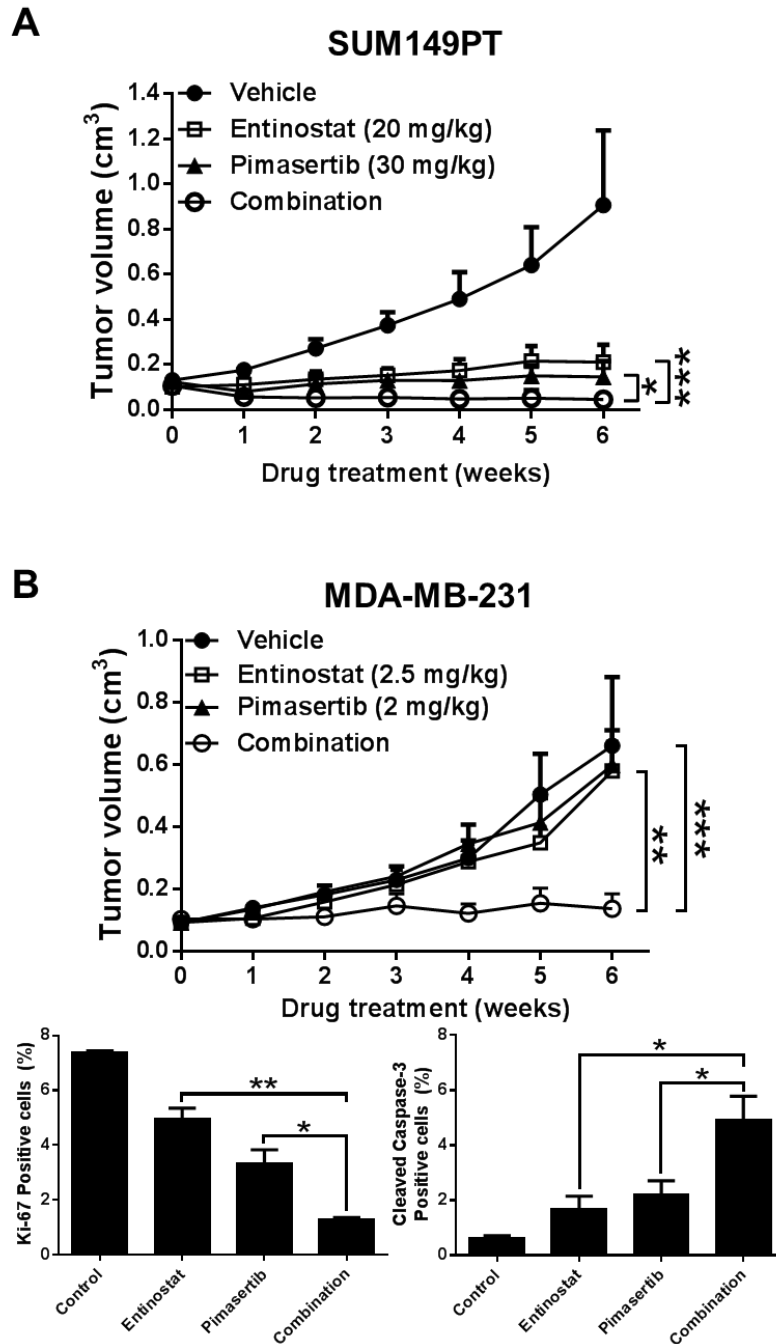 A
SUM149PT
Tumor volume (cm³)
1.4
1.2
1.0
0.8
0.6
0.4
0.2
0.0
Vehicle
Entinostat (20 mg/kg)
Pimasertib (30 mg/kg)
Combination
*
***
0 1 2 3 4 5 6
Drug treatment (weeks)
B
MDA-MB-231
Tumor volume (cm³)
1.0
0.8
0.6
0.4
0.2
0.0
Vehicle
Entinostat (2.5 mg/kg)
Pimasertib (2 mg/kg)
Combination
**
***
0 1 2 3 4 5 6
Drug treatment (weeks)
Ki-67 Positive cells (%)
8
6
4
2
0
**
*
Control
Entinostat
Pimasertib
Combination
Cleaved Caspase-3
Positive cells (%)
8
6
4
2
0
*
*
Control
Entinostat
Pimasertib
Combination